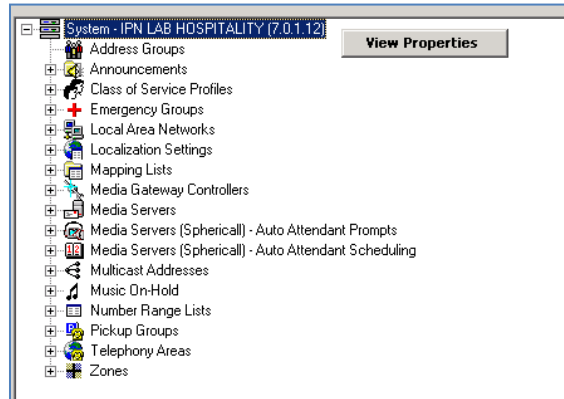 System - IPN LAB HOSPITALITY (7.0.1.12)
View Properties
Address Groups
Announcements
Class of Service Profiles
Emergency Groups
Local Area Networks
Localization Settings
Mapping Lists
Media Gateway Controllers
Media Servers
Media Servers (Sphericall) - Auto Attendant Prompts
Media Servers (Sphericall) - Auto Attendant Scheduling
Multicast Addresses
Music On-Hold
Number Range Lists
Pickup Groups
Telephony Areas
Zones